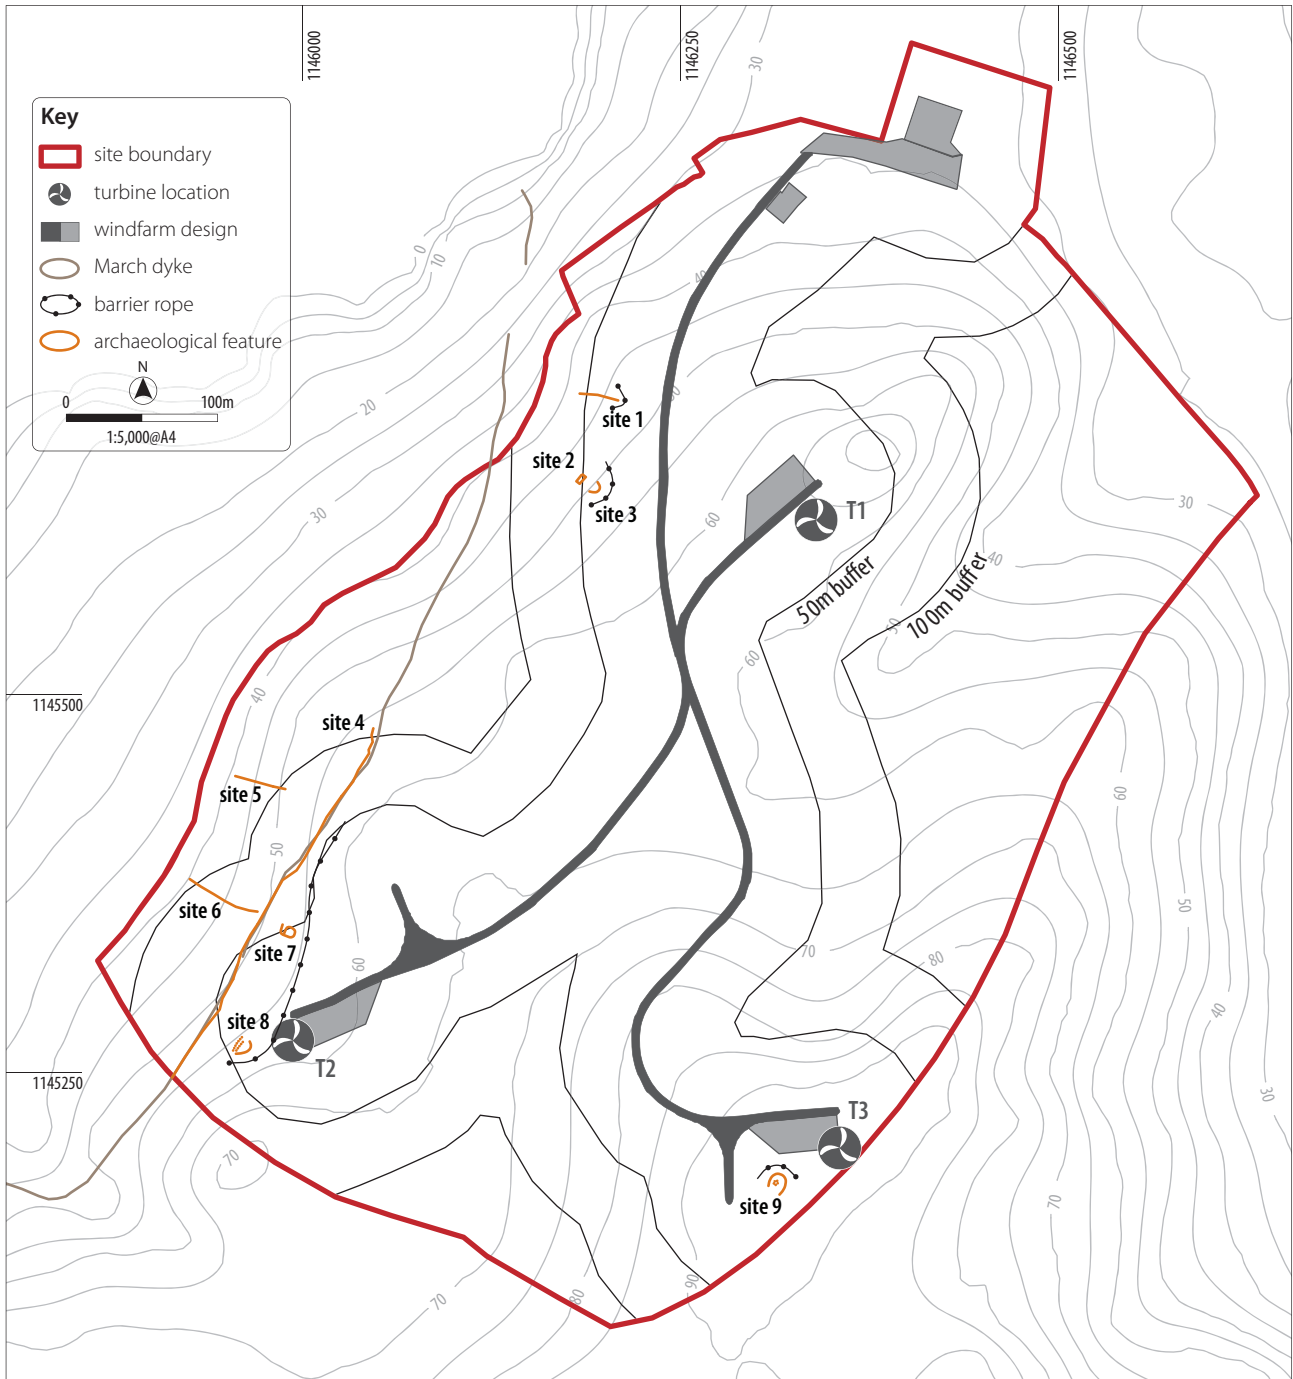 1146000
1146250
1146500
Key
site boundary
turbine location
windfarm design
March dyke
barrier rope
archaeological feature
N
0 100m
1:5,000@A4
30
0
10
40
20
site 1
50
site 2
site 3
60
T1
30
30
40
50m buffer
100m buffer
50
60
40
1145500
site 4
site 5
60
50
site 6
50
site 7
60
70
80
40
site 8
T2
1145250
30
T3
70
site 9
70
90
80
70